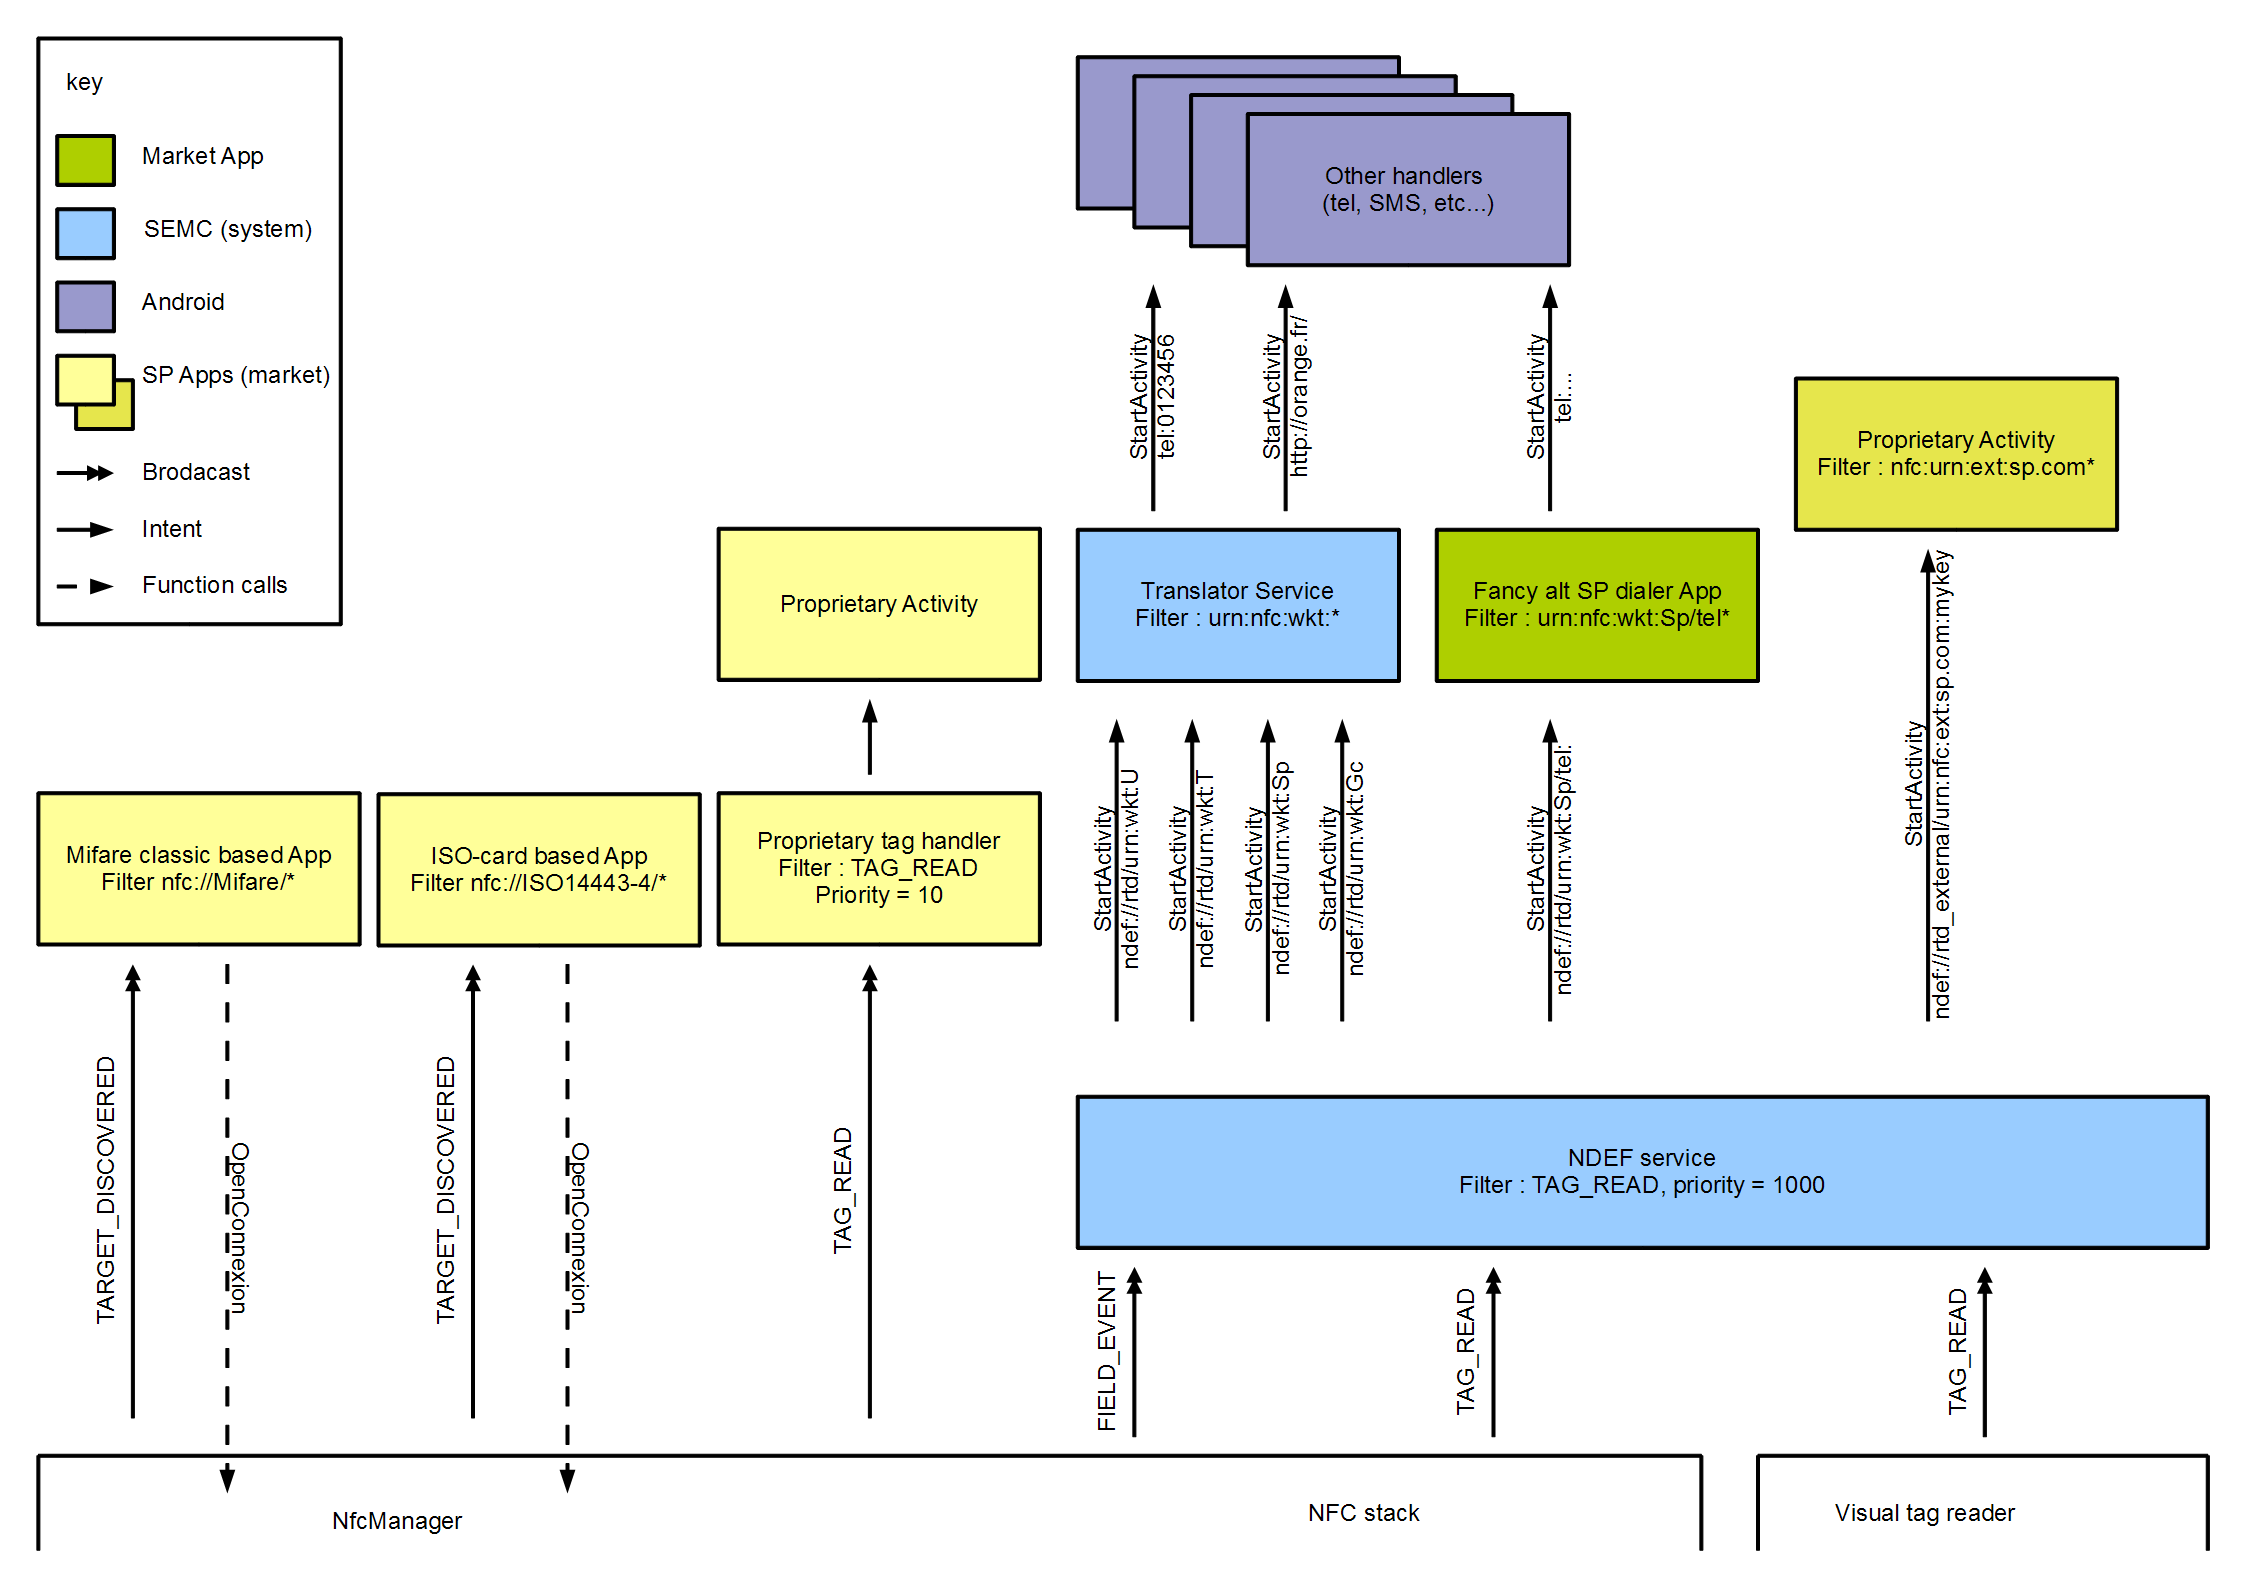 key
Market App
SEMC (system)
Android
SP Apps (market)
Brodacast
Intent
Function calls
Other handlers
(tel, SMS, etc...)
StartActivity
tel:0123456
StartActivity
http://orange.fr/
StartActivity
tel:...
Proprietary Activity
Filter : nfc:urn:ext:sp.com*
Proprietary Activity
Translator Service
Filter : urn:nfc:wkt:*
Fancy alt SP dialer App
Filter : urn:nfc:wkt:Sp/tel*
StartActivity
ndef://rtd/urn:wkt:U
StartActivity
ndef://rtd/urn:wkt:T
StartActivity
ndef://rtd/urn:wkt:Sp
StartActivity
ndef://rtd/urn:wkt:Gc
StartActivity
ndef://rtd/urn:wkt:Sp/tel:
StartActivity
ndef://rtd_external/urn:nfc:ext:sp.com:mykey
Mifare classic based App
Filter nfc://Mifare/*
ISO-card based App
Filter nfc://ISO14443-4/*
Proprietary tag handler
Filter : TAG_READ
Priority = 10
TARGET_DISCOVERED
OpenConnexion
TARGET_DISCOVERED
OpenConnexion
TAG_READ
NDEF service
Filter : TAG_READ, priority = 1000
FIELD_EVENT
TAG_READ
TAG_READ
NfcManager
NFC stack
Visual tag reader